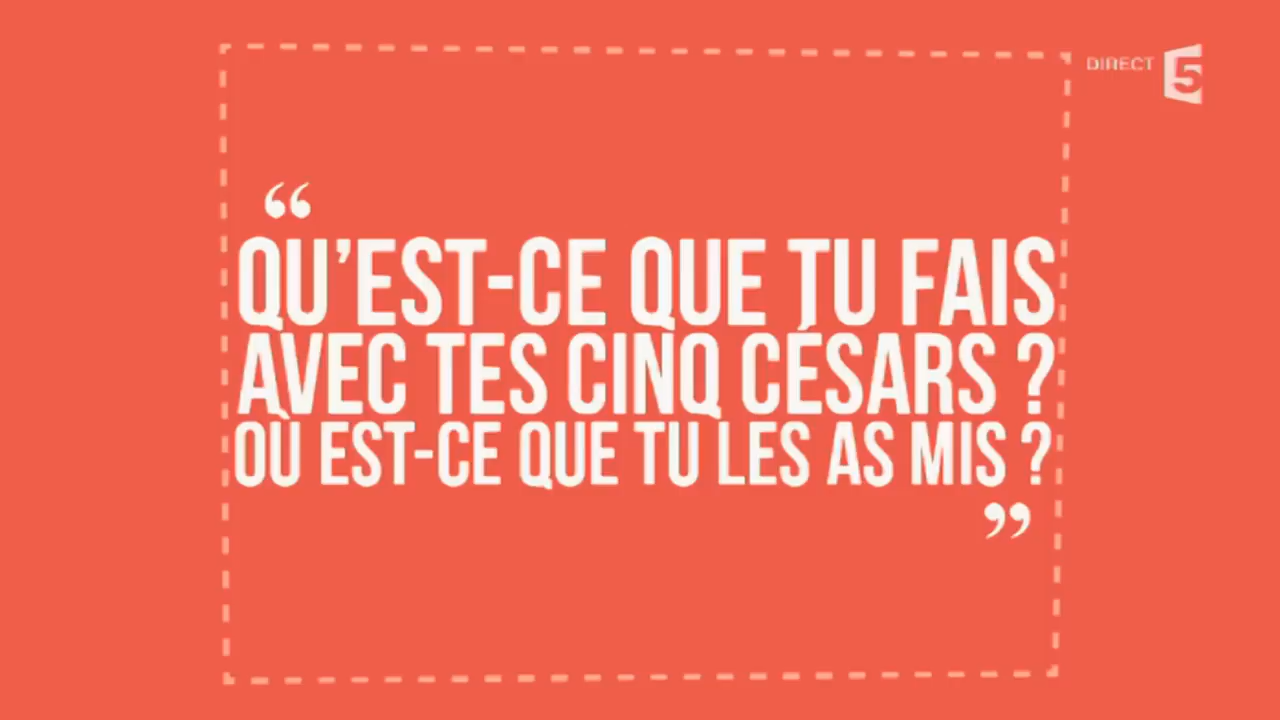 DIRECT 5
“
QU’EST-CE QUE TU FAIS
AVEC TES CINQ CÉSARS ?
OÙ EST-CE QUE TU LES AS MIS ?
”